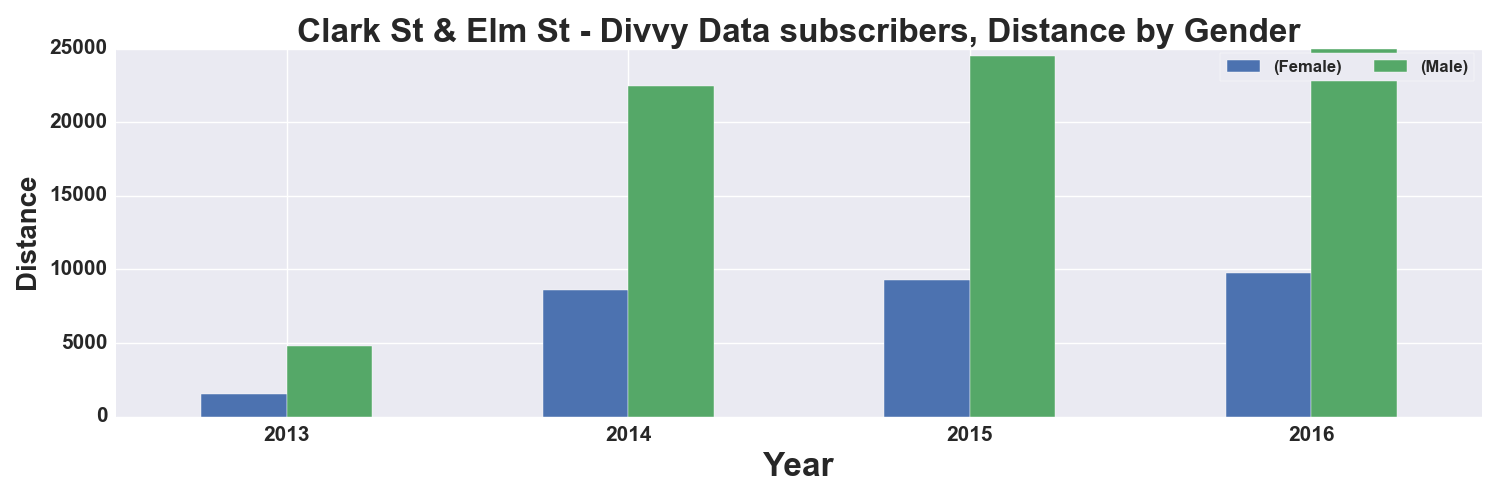 Clark St & Elm St - Divvy Data subscribers, Distance by Gender
25000
20000
15000
10000
5000
0
Distance
(Female) (Male)
2013 2014 2015 2016
Year